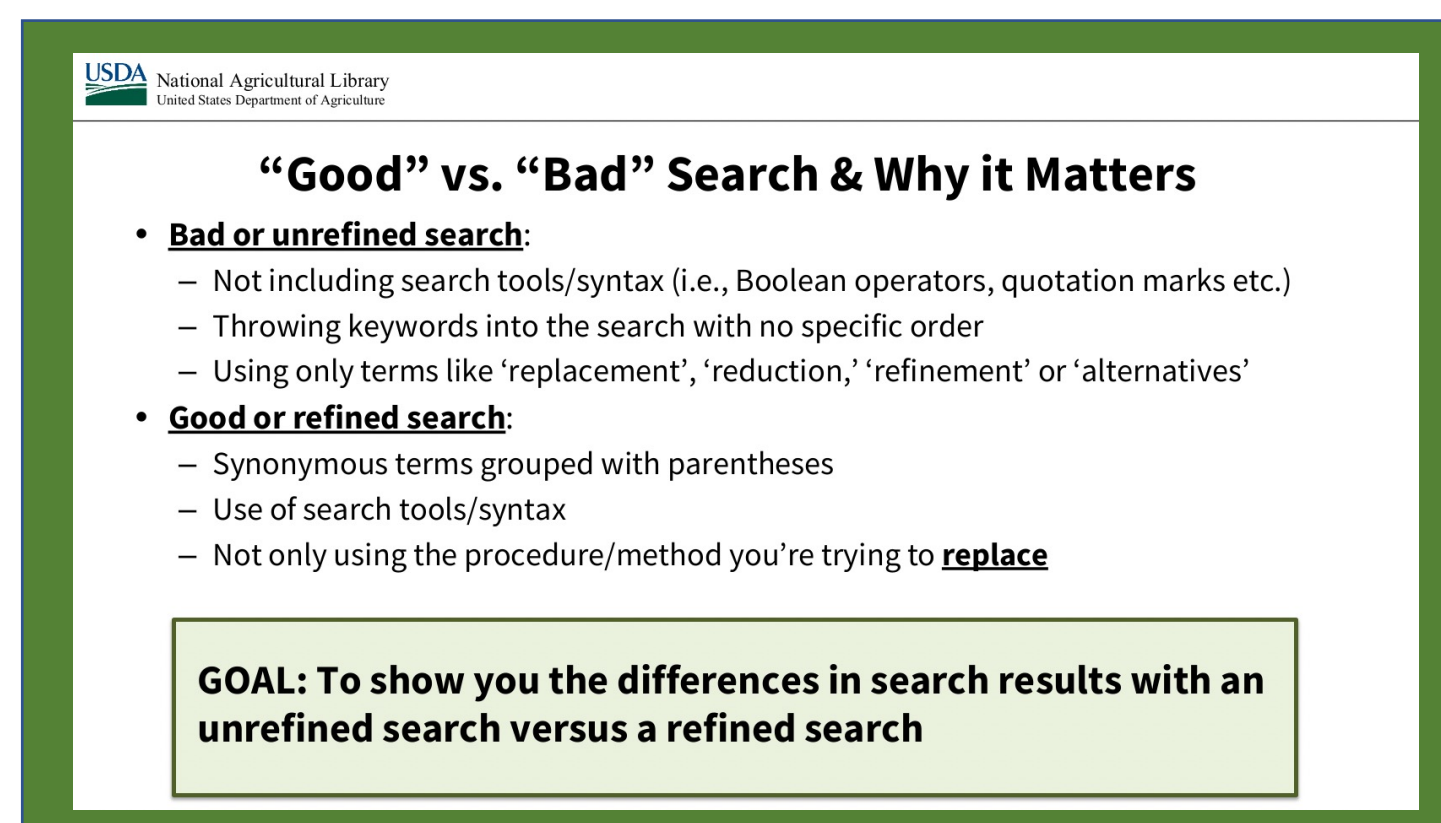 USDA
National Agricultural Library
United States Department of Agriculture
“Good” vs. “Bad” Search & Why it Matters
• Bad or unrefined search:
– Not including search tools/syntax (i.e., Boolean operators, quotation marks etc.)
– Throwing keywords into the search with no specific order
– Using only terms like ‘replacement’, ‘reduction,’ ‘refinement’ or ‘alternatives’
• Good or refined search:
– Synonymous terms grouped with parentheses
– Use of search tools/syntax
– Not only using the procedure/method you’re trying to replace
GOAL: To show you the differences in search results with an
unrefined search versus a refined search